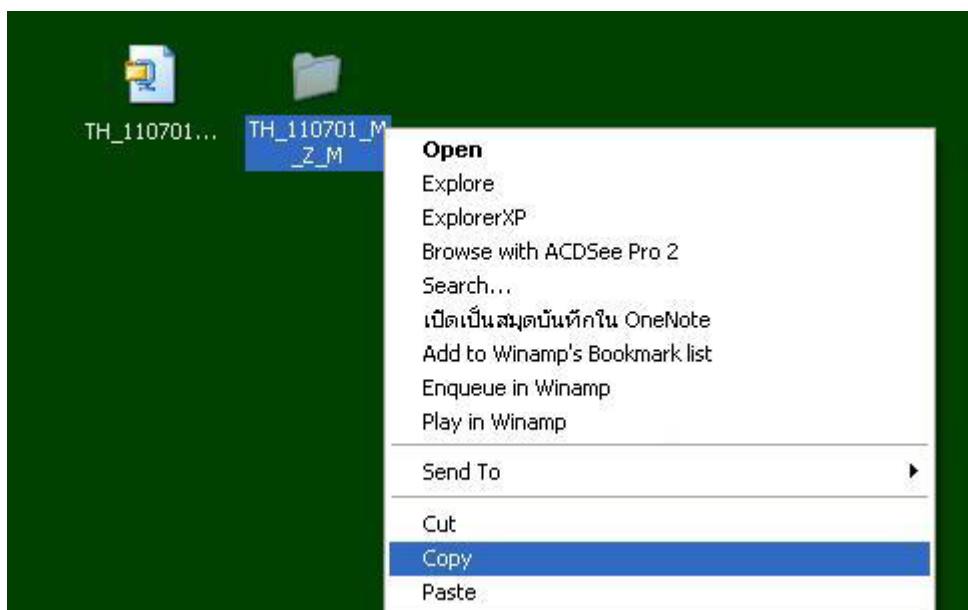 TH_110701...
TH_110701_M
_Z_M
Open
Explore
ExplorerXP
Browse with ACDSee Pro 2
Search...
เปิดเป็นสมุดบันทึกใน OneNote
Add to Winamp's Bookmark list
Enqueue in Winamp
Play in Winamp
Send To
Cut
Copy
Paste